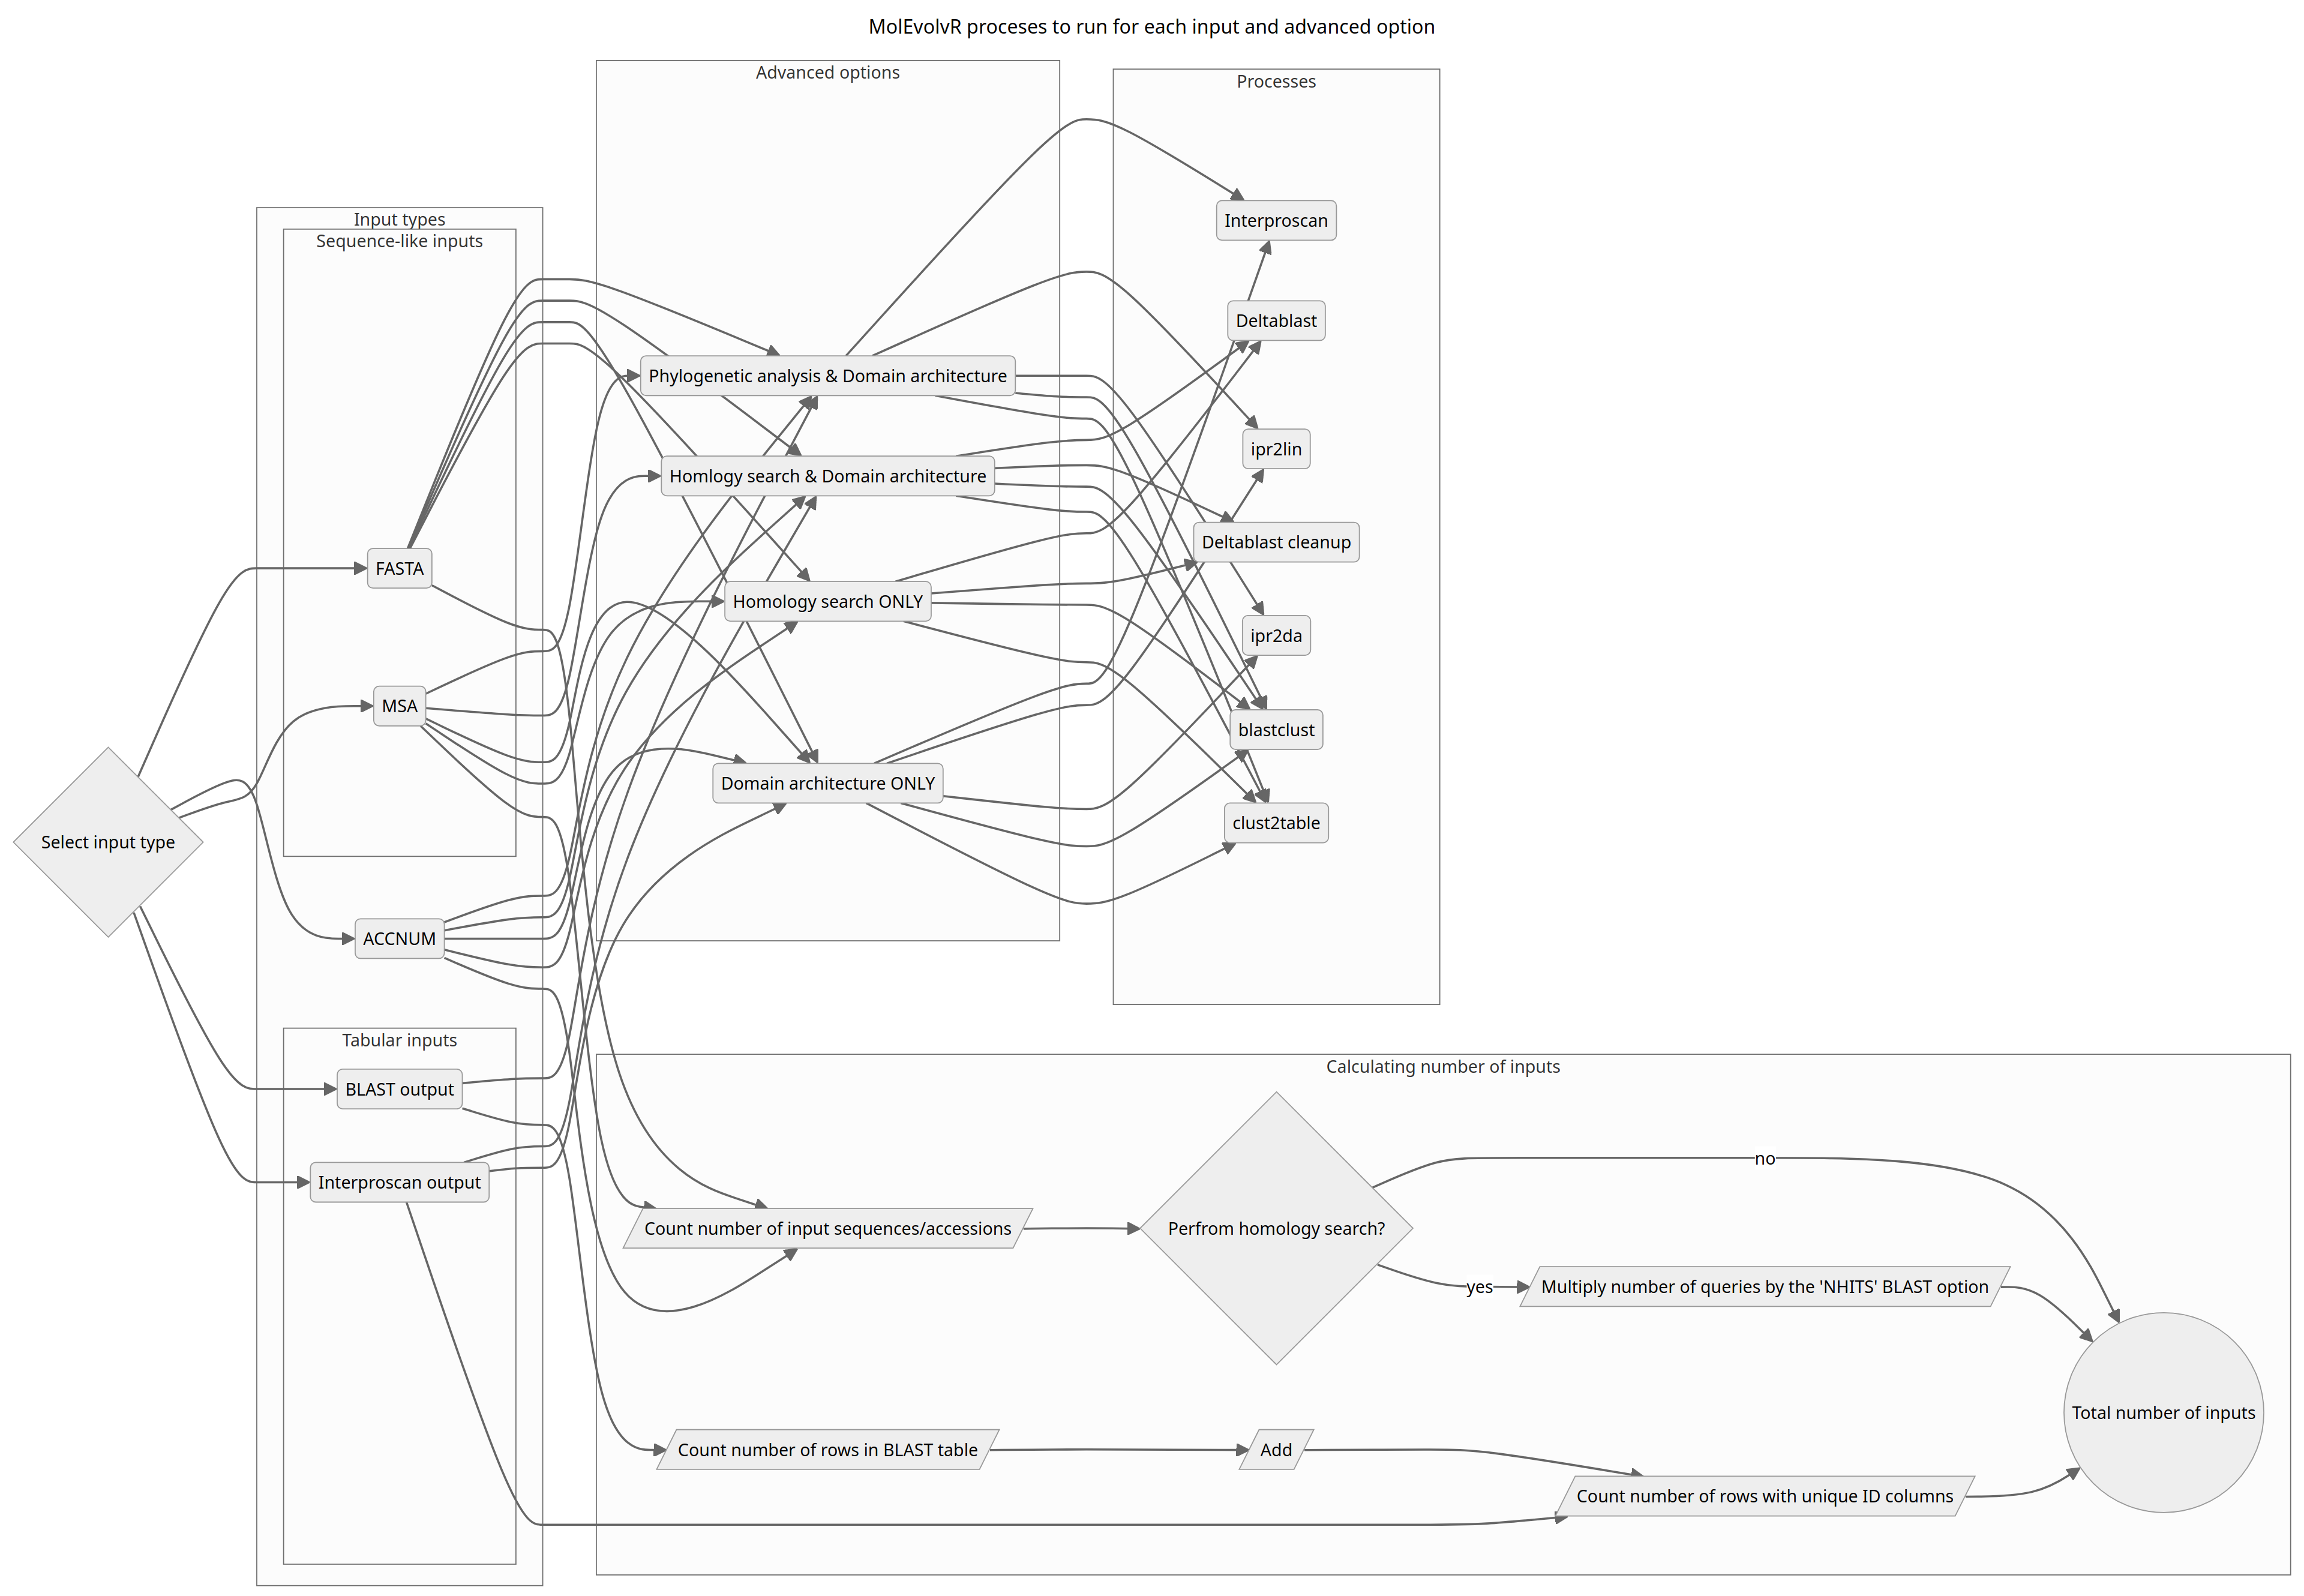 MolEvolvR proceses to run for each input and advanced option
Advanced options
Processes
Input types
Sequence-like inputs
Interproscan
Deltablast
Phylogenetic analysis & Domain architecture
ipr2lin
Homlogy search & Domain architecture
Deltablast cleanup
FASTA
Homology search ONLY
ipr2da
MSA
blastclust
Domain architecture ONLY
clust2table
Select input type
ACCNUM
Tabular inputs
BLAST output
Interproscan output
Calculating number of inputs
no
Count number of input sequences/accessions
Perfrom homology search?
yes
Multiply number of queries by the 'NHITS' BLAST option
Total number of inputs
Count number of rows in BLAST table
Add
Count number of rows with unique ID columns